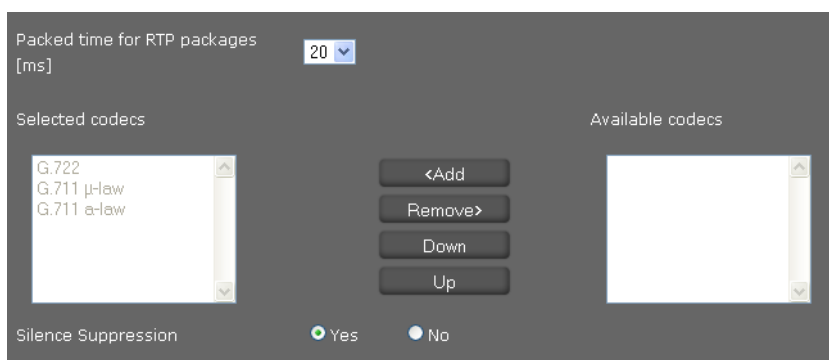 Packed time for RTP packages
[ms]
20
Selected codecs
Available codecs
G.722
G.711 µ-law
G.711 a-law
<Add
Remove>
Down
Up
Silence Suppression
Yes
No